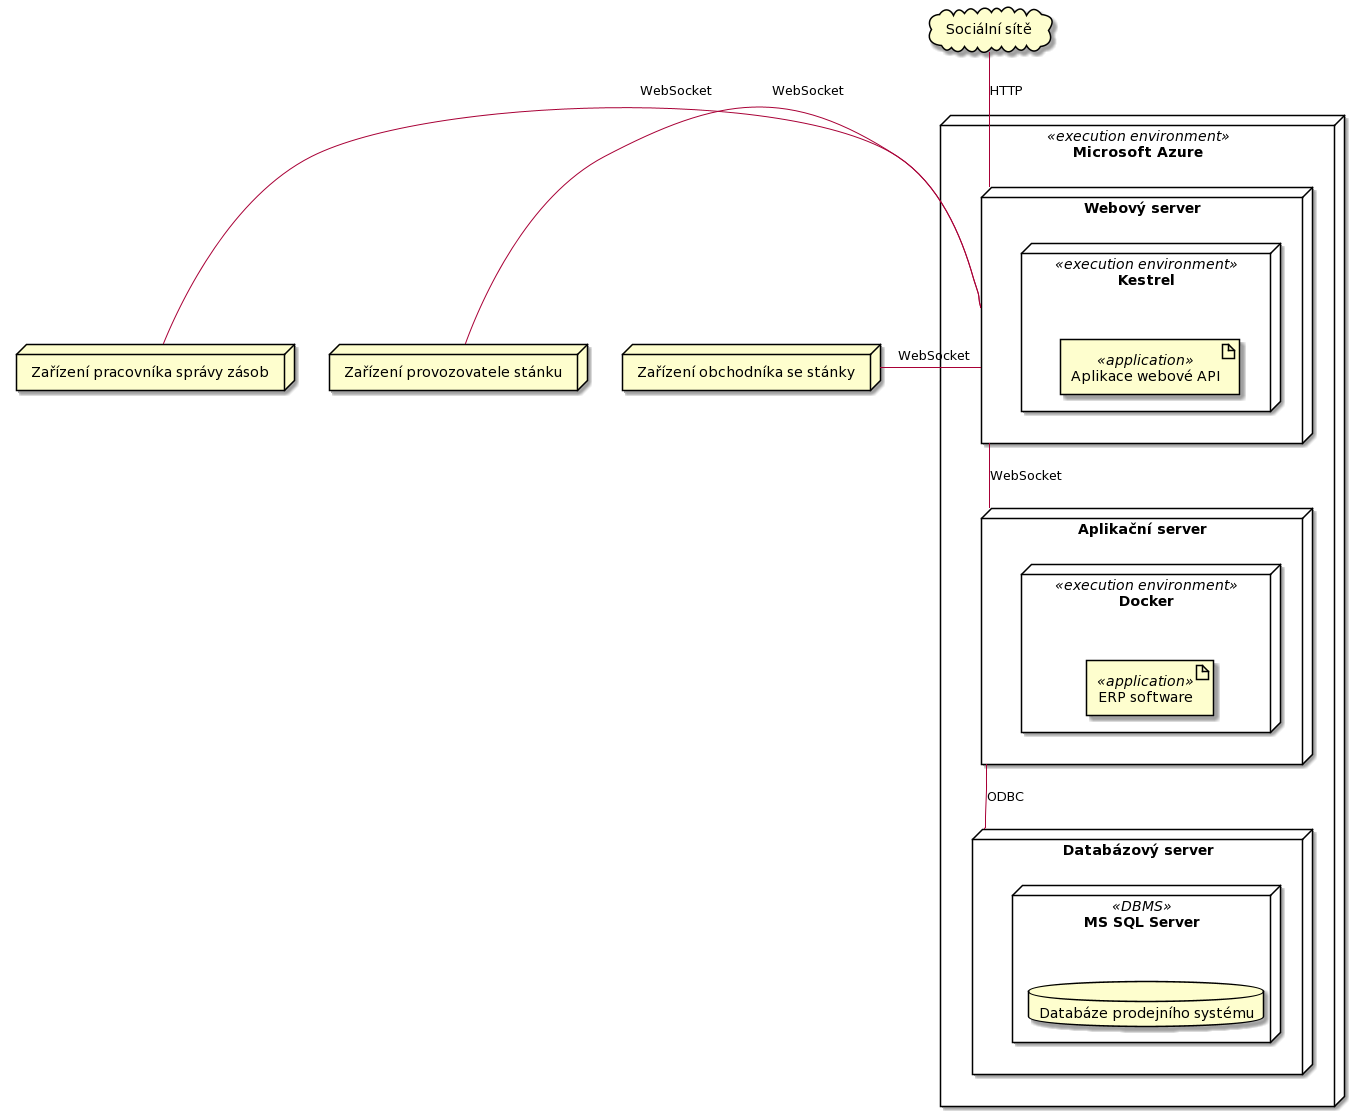 Sociální sítě
WebSocket
WebSocket
HTTP
«execution environment»
Microsoft Azure
Webový server
«execution environment»
Kestrel
Zařízení pracovníka správy zásob
Zařízení provozovatele stánku
Zařízení obchodníka se stánky
WebSocket
«application»
Aplikace webové API
WebSocket
Aplikační server
«execution environment»
Docker
«application»
ERP software
ODBC
Databázový server
«DBMS»
MS SQL Server
Databáze prodejního systému